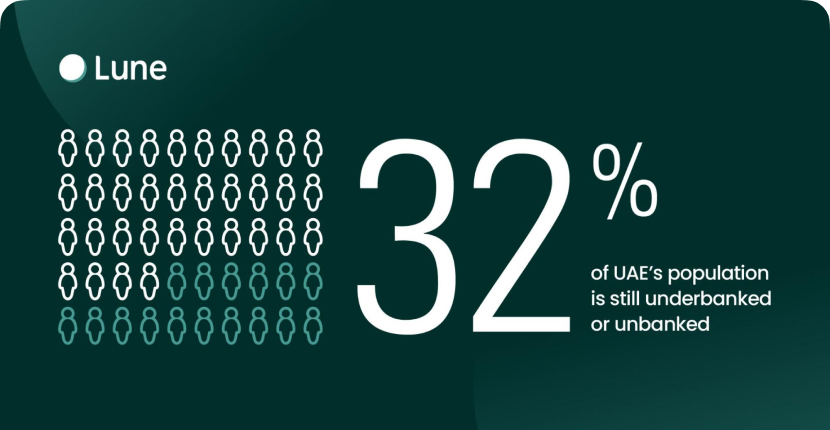 Lune
32%
of UAE's population
is still underbanked
or unbanked